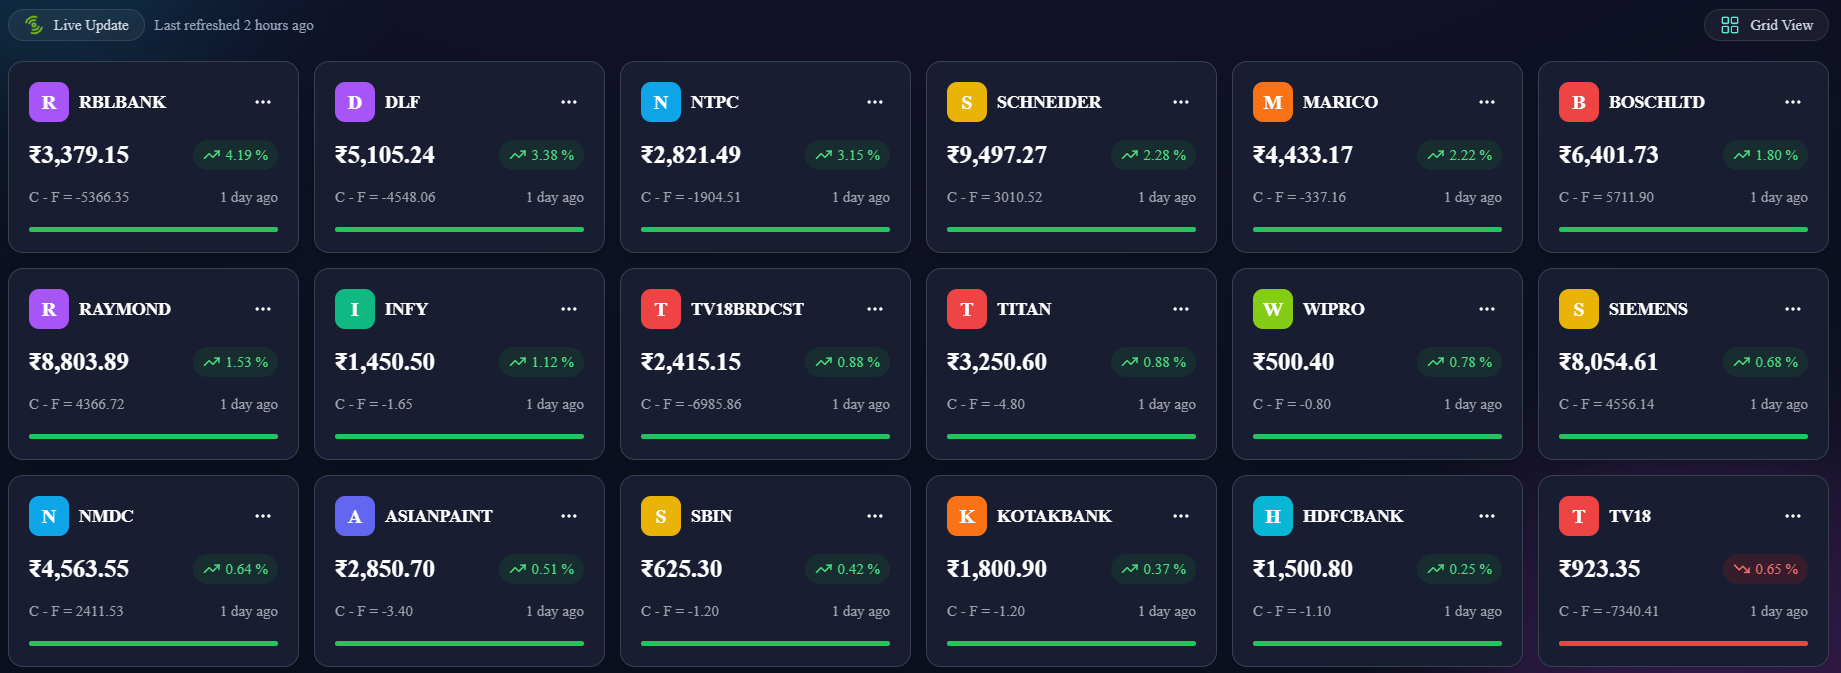 Live Update Last refreshed 2 hours ago Grid View
R RBLBANK ...
₹3,379.15 4.19 %
C - F = -5366.35 1 day ago
D DLF ...
₹5,105.24 3.38 %
C - F = -4548.06 1 day ago
N NTPC ...
₹2,821.49 3.15 %
C - F = -1904.51 1 day ago
S SCHNEIDER ...
₹9,497.27 2.28 %
C - F = 3010.52 1 day ago
M MARICO ...
₹4,433.17 2.22 %
C - F = -337.16 1 day ago
B BOSCHLTD ...
₹6,401.73 1.80 %
C - F = 5711.90 1 day ago
R RAYMOND ...
₹8,803.89 1.53 %
C - F = 4366.72 1 day ago
I INFY ...
₹1,450.50 1.12 %
C - F = -1.65 1 day ago
T TV18BRDCST ...
₹2,415.15 0.88 %
C - F = -6985.86 1 day ago
T TITAN ...
₹3,250.60 0.88 %
C - F = -4.80 1 day ago
W WIPRO ...
₹500.40 0.78 %
C - F = -0.80 1 day ago
S SIEMENS ...
₹8,054.61 0.68 %
C - F = 4556.14 1 day ago
N NMDC ...
₹4,563.55 0.64 %
C - F = 2411.53 1 day ago
A ASIANPAINT ...
₹2,850.70 0.51 %
C - F = -3.40 1 day ago
S SBIN ...
₹625.30 0.42 %
C - F = -1.20 1 day ago
K KOTAKBANK ...
₹1,800.90 0.37 %
C - F = -1.20 1 day ago
H HDFCBANK ...
₹1,500.80 0.25 %
C - F = -1.10 1 day ago
T TV18 ...
₹923.35 0.65 %
C - F = -7340.41 1 day ago